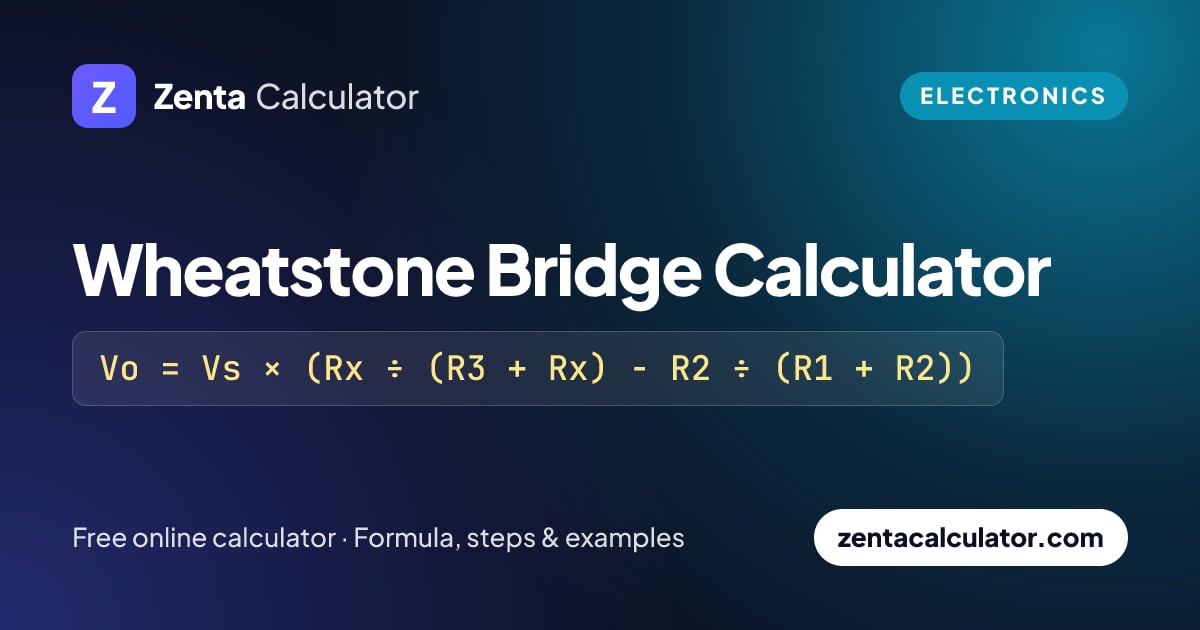 Z
Zenta Calculator
ELECTRONICS
Wheatstone Bridge Calculator
Vo = Vs × (Rx ÷ (R3 + Rx) - R2 ÷ (R1 + R2))
Free online calculator · Formula, steps & examples
zentacalculator.com